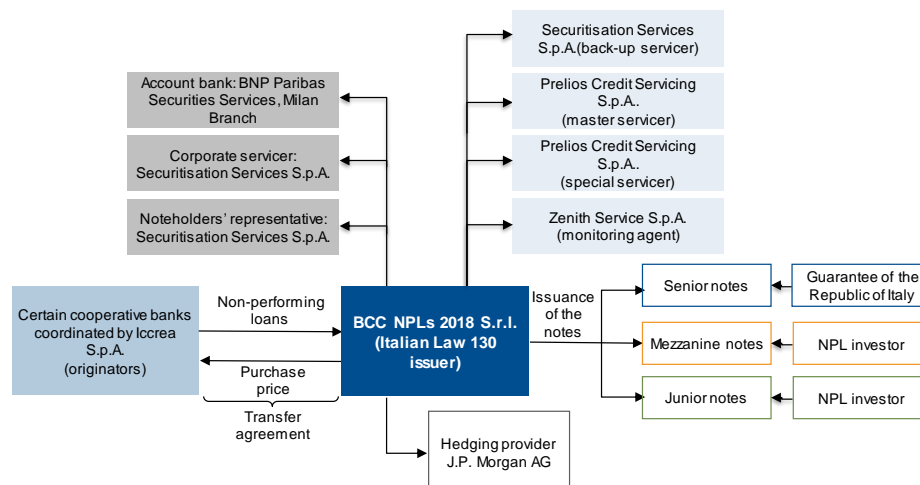 Securitisation Services
S.p.A.(back-up servicer)
Account bank: BNP Paribas
Securities Services, Milan
Branch
Prelios Credit Servicing
S.p.A..
(master servicer)
Corporate servicer:
Securitisation Services S.p.A.
Prelios Credit Servicing
S.p.A..
(special servicer)
Noteholders' representative:
Securitisation Services S.p.A.
Zenith Service S.p.A.
(monitoring agent)
Certain cooperative banks
coordinated by Iccrea
S.p.A.
(originators)
Non-performing
loans
Purchase
price
Transfer
agreement
BCC NPLs 2018 S.r.l.
(Italian Law 130
issuer)
Issuance of
the notes
Senior notes
Guarantee of the
Republic of Italy
Mezzanine notes
NPL investor
Junior notes
NPL investor
Hedging provider
J.P. Morgan AG